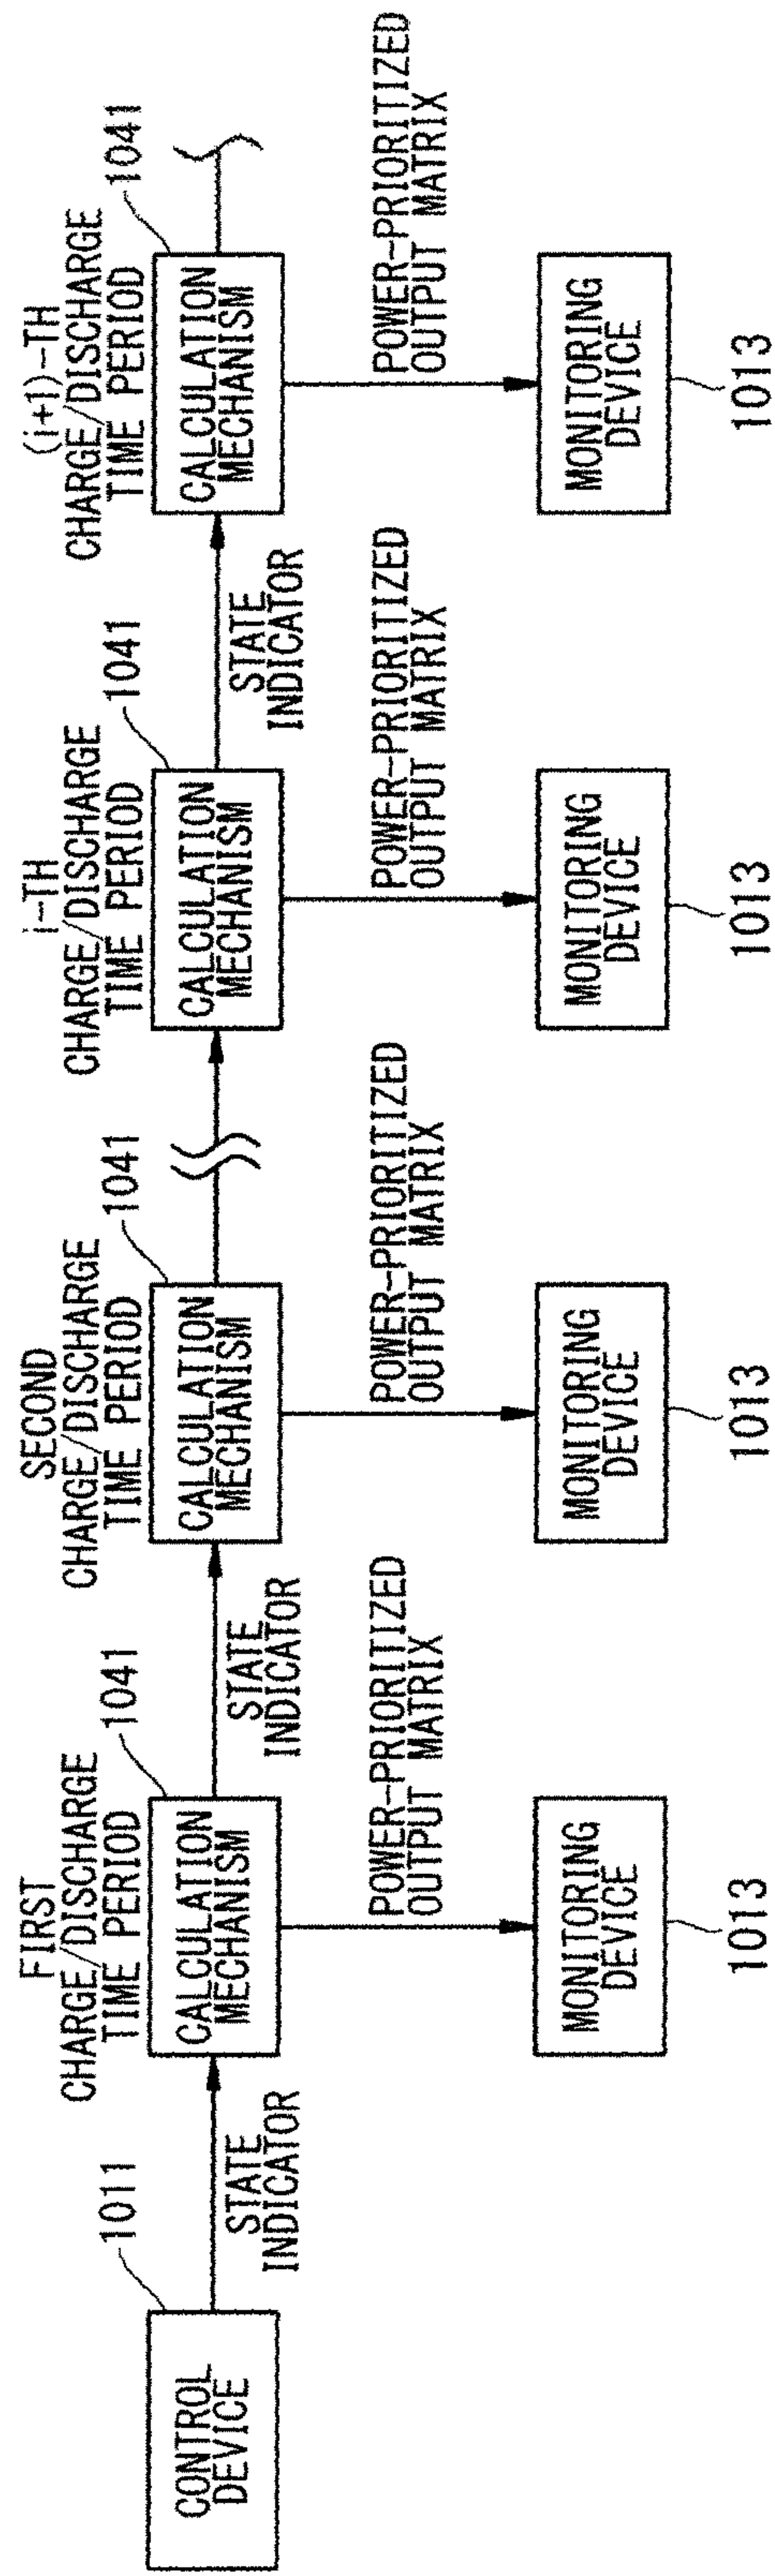 CONTROL
DEVICE
1011
STATE
INDICATOR
FIRST
CHARGE/DISCHARGE
TIME PERIOD
1041
CALCULATION
MECHANISM
POWER-PRIORITIZED
OUTPUT MATRIX
MONITORING
DEVICE
1013
STATE
INDICATOR
SECOND
CHARGE/DISCHARGE
TIME PERIOD
1041
CALCULATION
MECHANISM
POWER-PRIORITIZED
OUTPUT MATRIX
MONITORING
DEVICE
1013
i-TH
CHARGE/DISCHARGE
TIME PERIOD
1041
CALCULATION
MECHANISM
POWER-PRIORITIZED
OUTPUT MATRIX
MONITORING
DEVICE
1013
STATE
INDICATOR
(i+1)-TH
CHARGE/DISCHARGE
TIME PERIOD
1041
CALCULATION
MECHANISM
POWER-PRIORITIZED
OUTPUT MATRIX
MONITORING
DEVICE
1013